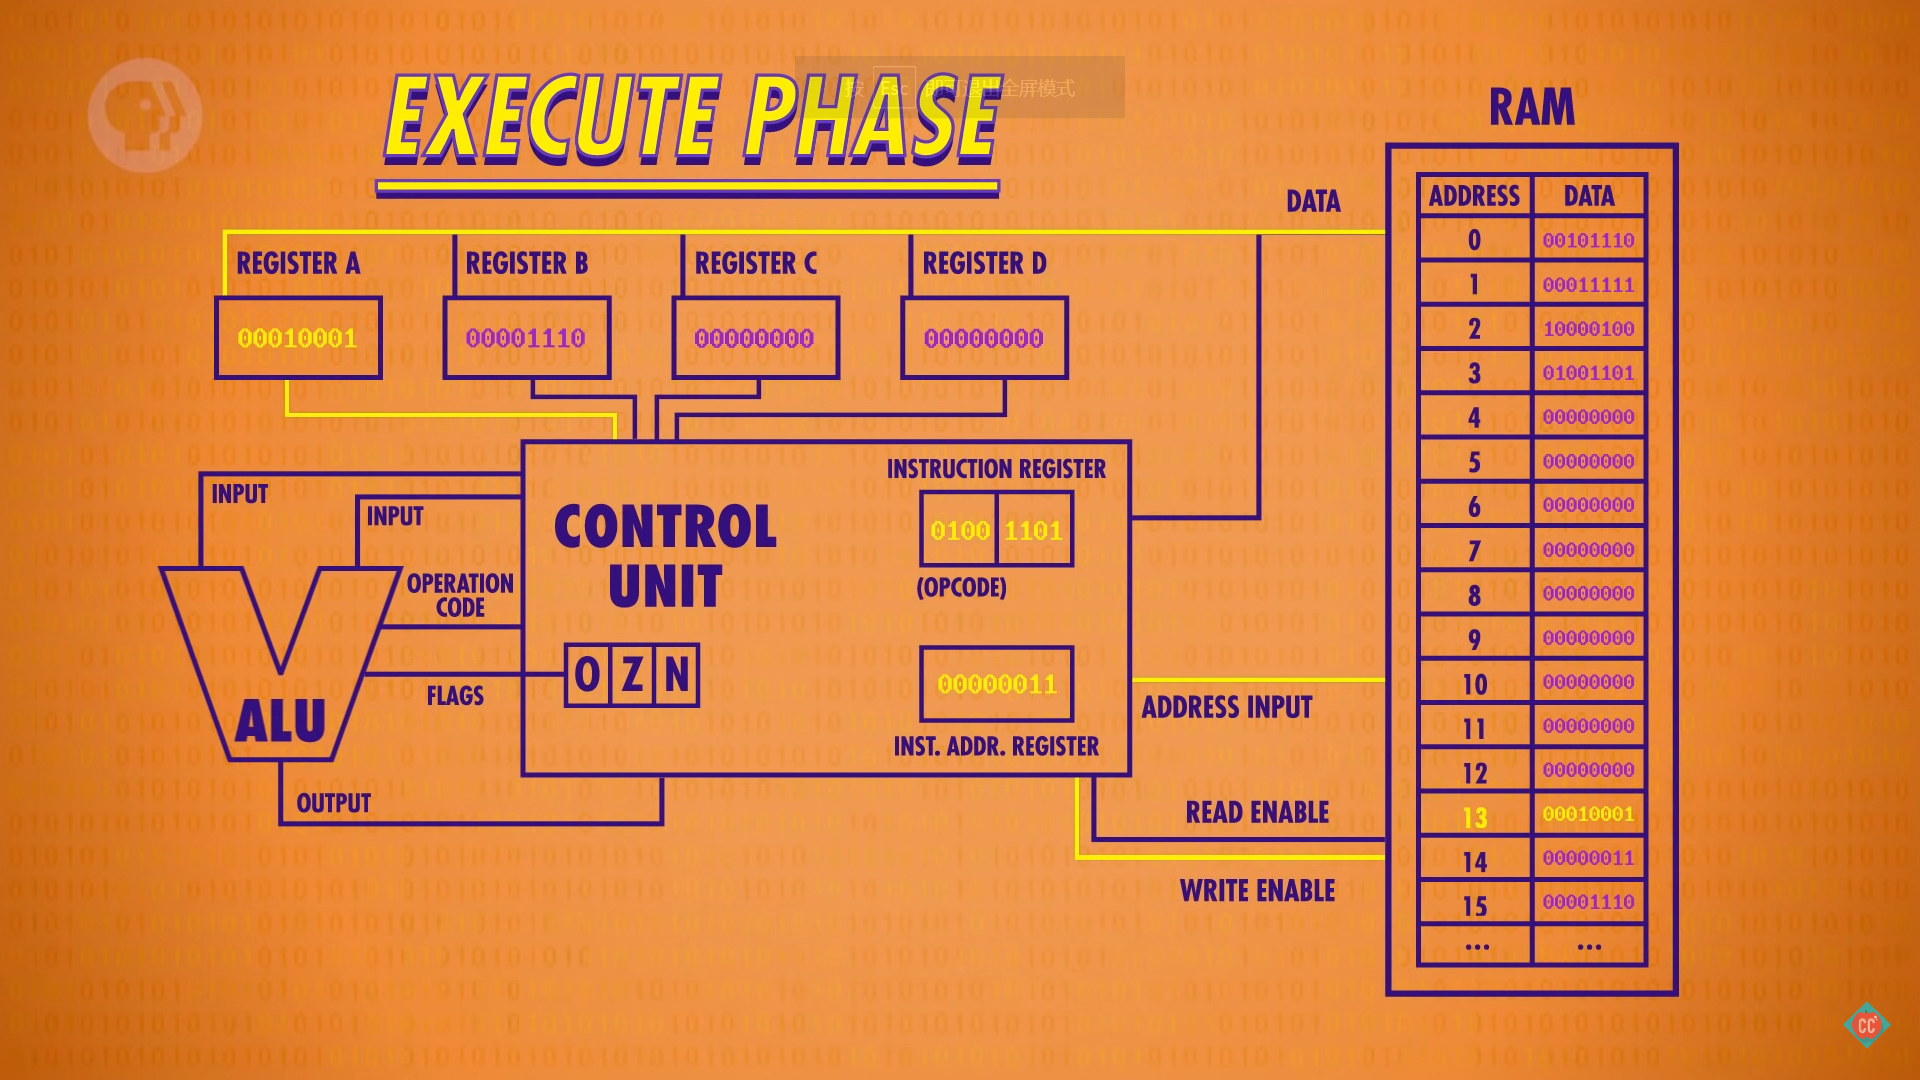 EXECUTE PHASE
按 Esc 即可退出全屏模式
RAM
DATA
ADDRESS DATA
0 00101110
1 00011111
2 10000100
3 01001101
4 00000000
5 00000000
6 00000000
7 00000000
8 00000000
9 00000000
10 00000000
11 00000000
12 00000000
13 00010001
14 00000011
15 00001110
... ...
REGISTER A
00010001
REGISTER B
00001110
REGISTER C
00000000
REGISTER D
00000000
CONTROL
UNIT
INSTRUCTION REGISTER
0100 1101
(OPCODE)
00000011
INST. ADDR. REGISTER
O Z N
INPUT
INPUT
OPERATION
CODE
FLAGS
ALU
OUTPUT
ADDRESS INPUT
READ ENABLE
WRITE ENABLE
CC